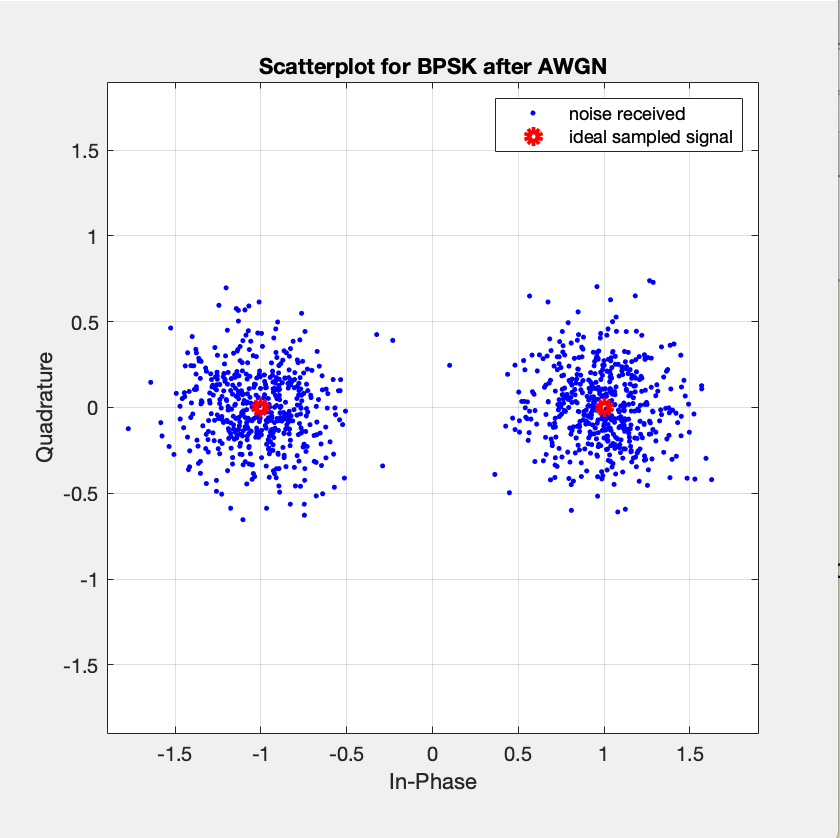 Scatterplot for BPSK after AWGN
noise received
ideal sampled signal
1.5
1
0.5
0
-0.5
-1
-1.5
Quadrature
-1.5 -1 -0.5 0 0.5 1 1.5
In-Phase